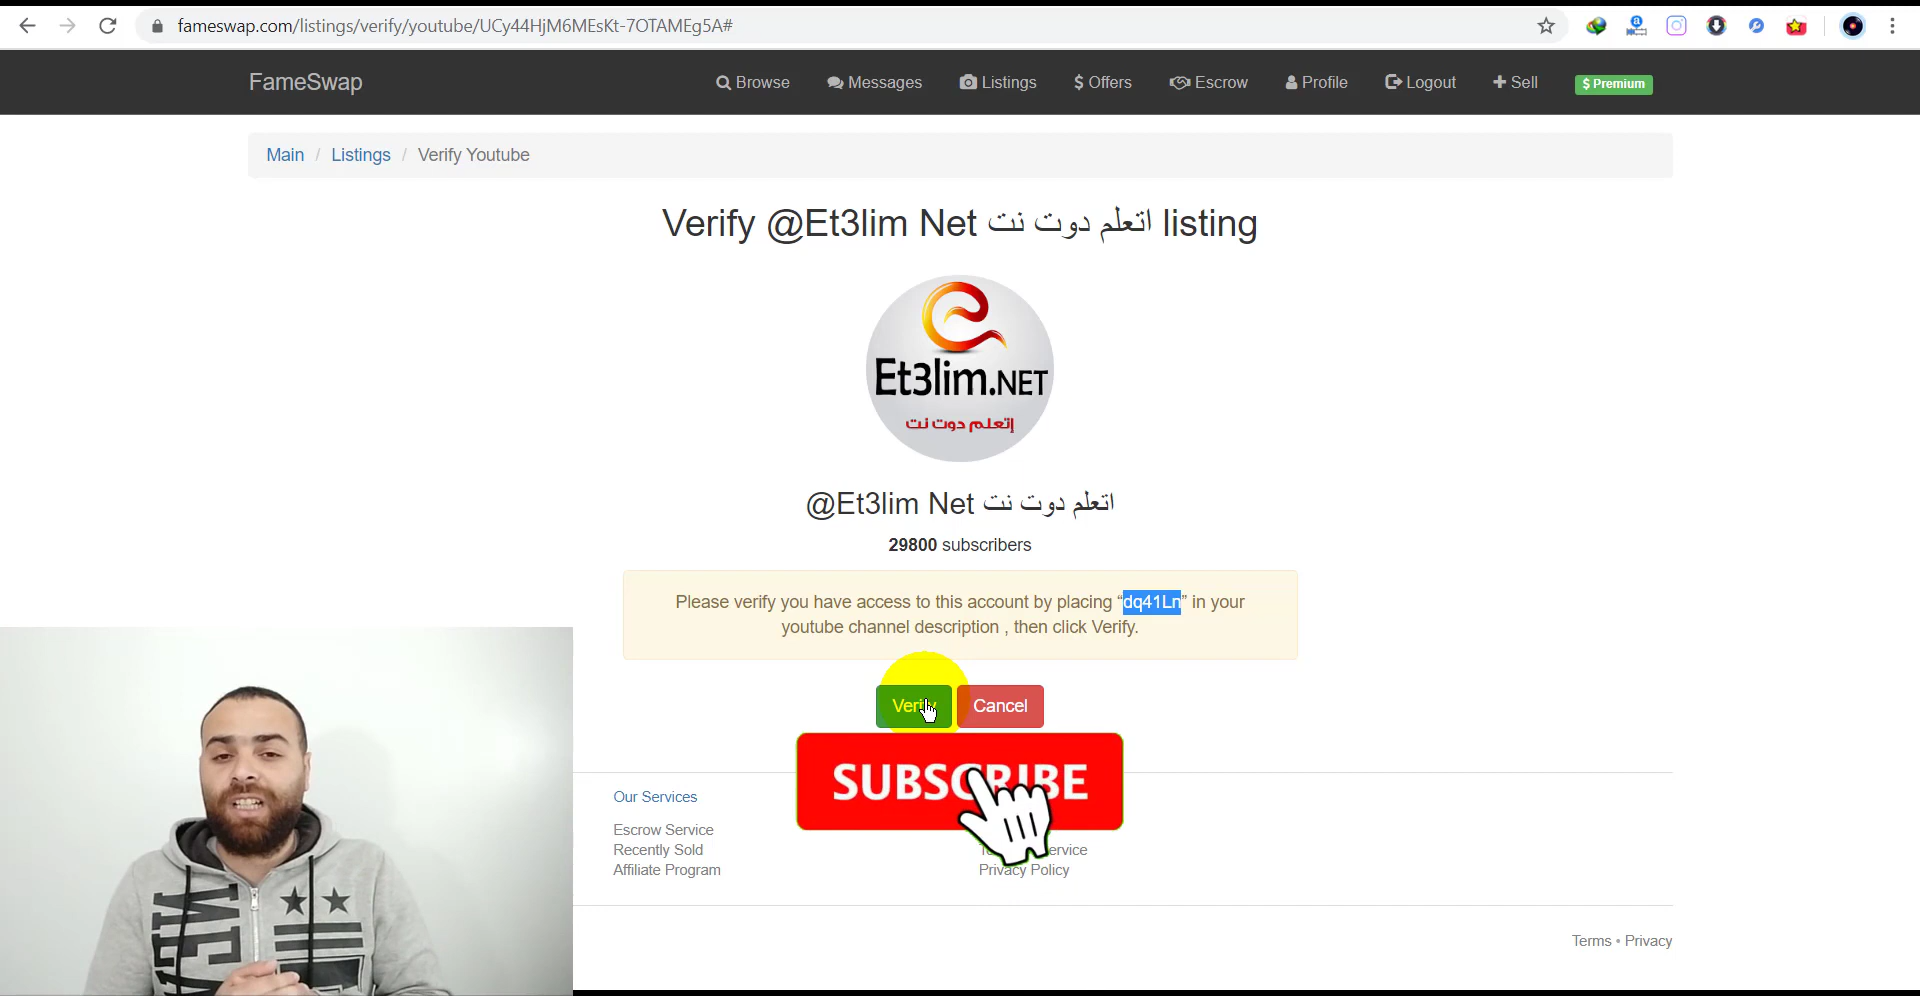 fameswap.com/listings/verify/youtube/UCy44HjM6MEsKt-7OTAMEg5A#
FameSwap
Browse
Messages
Listings
$ Offers
Escrow
Profile
Logout
+ Sell
$ Premium
Main / Listings / Verify Youtube
Verify @Et3lim Net اتعلم دوت نت listing
Et3lim.NET
إتعلم دوت نت
@Et3lim Net اتعلم دوت نت
29800 subscribers
Please verify you have access to this account by placing “dq41Ln” in your
youtube channel description , then click Verify.
Verify
Cancel
SUBSCRIBE
Our Services
Escrow Service
Recently Sold
Affiliate Program
Privacy Policy
Terms • Privacy